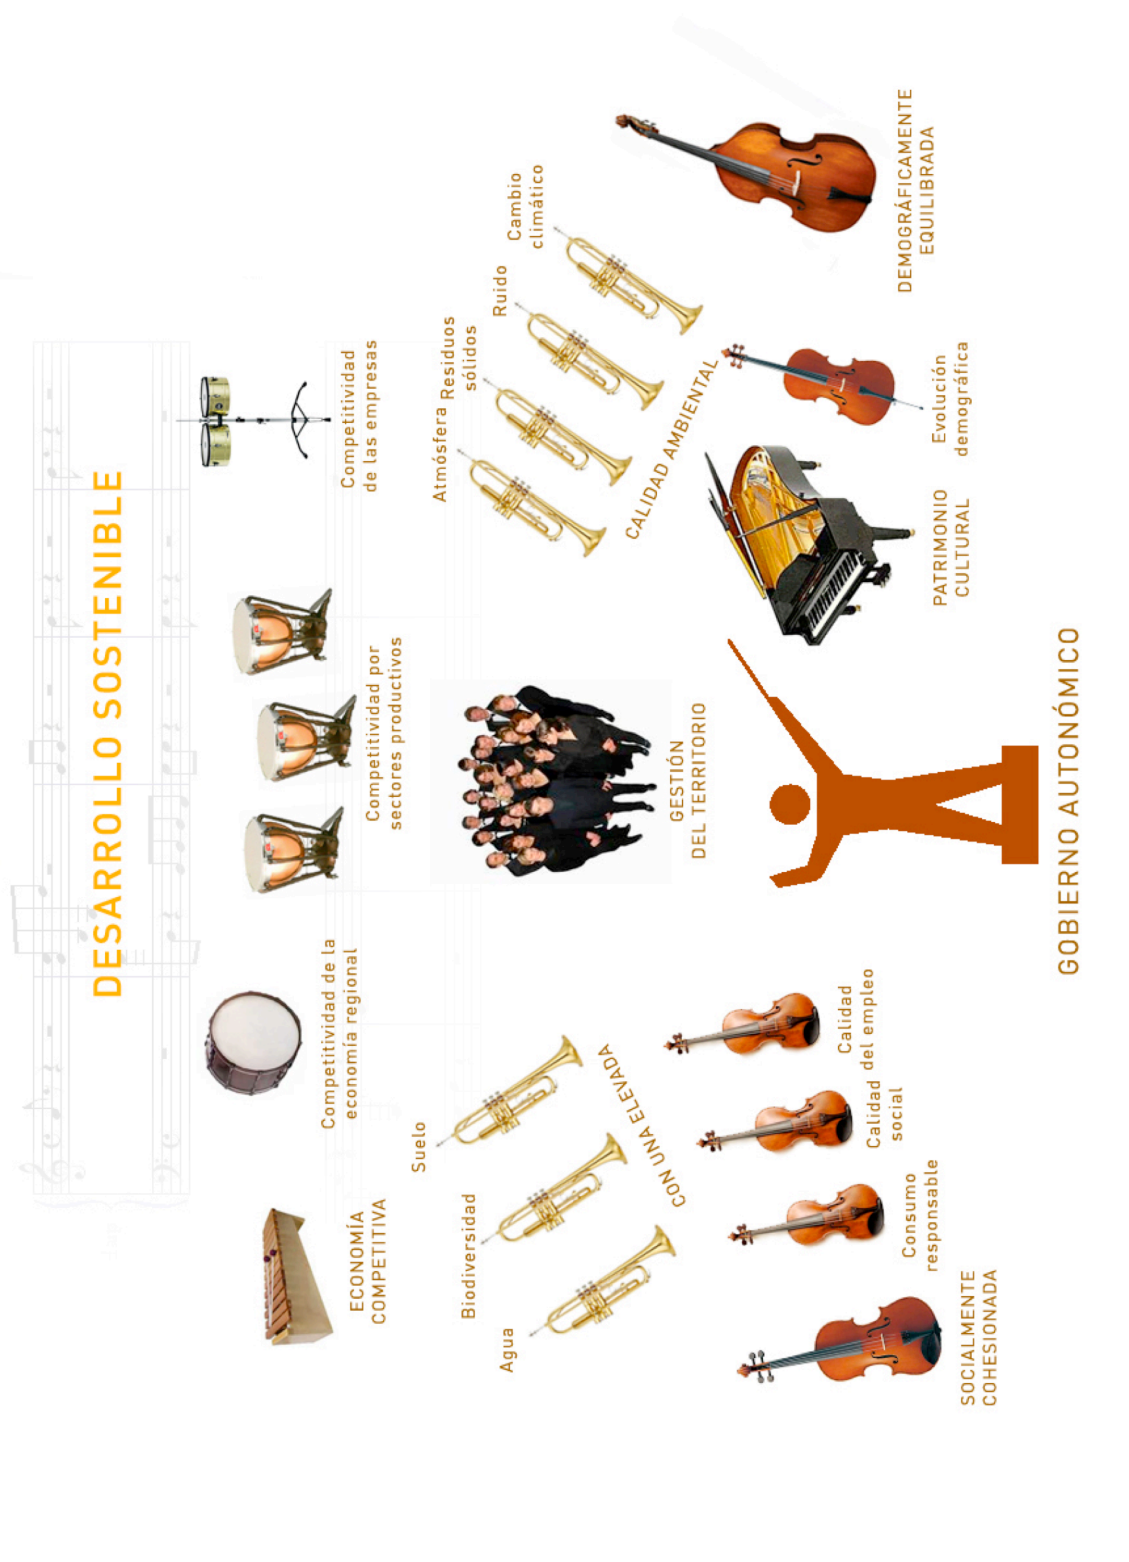 DESARROLLO SOSTENIBLE
ECONOMÍA
COMPETITIVA
Competitividad de la
economía regional
Competitividad por
sectores productivos
Competitividad
de las empresas
Agua
Biodiversidad
Suelo
CON UNA ELEVADA
Atmósfera
Residuos
sólidos
Ruido
Cambio
climático
CALIDAD AMBIENTAL
GESTIÓN
DEL TERRITORIO
SOCIALMENTE
COHESIONADA
Consumo
responsable
Calidad
social
Calidad
del empleo
PATRIMONIO
CULTURAL
Evolución
demográfica
DEMOGRÁFICAMENTE
EQUILIBRADA
GOBIERNO AUTONÓMICO